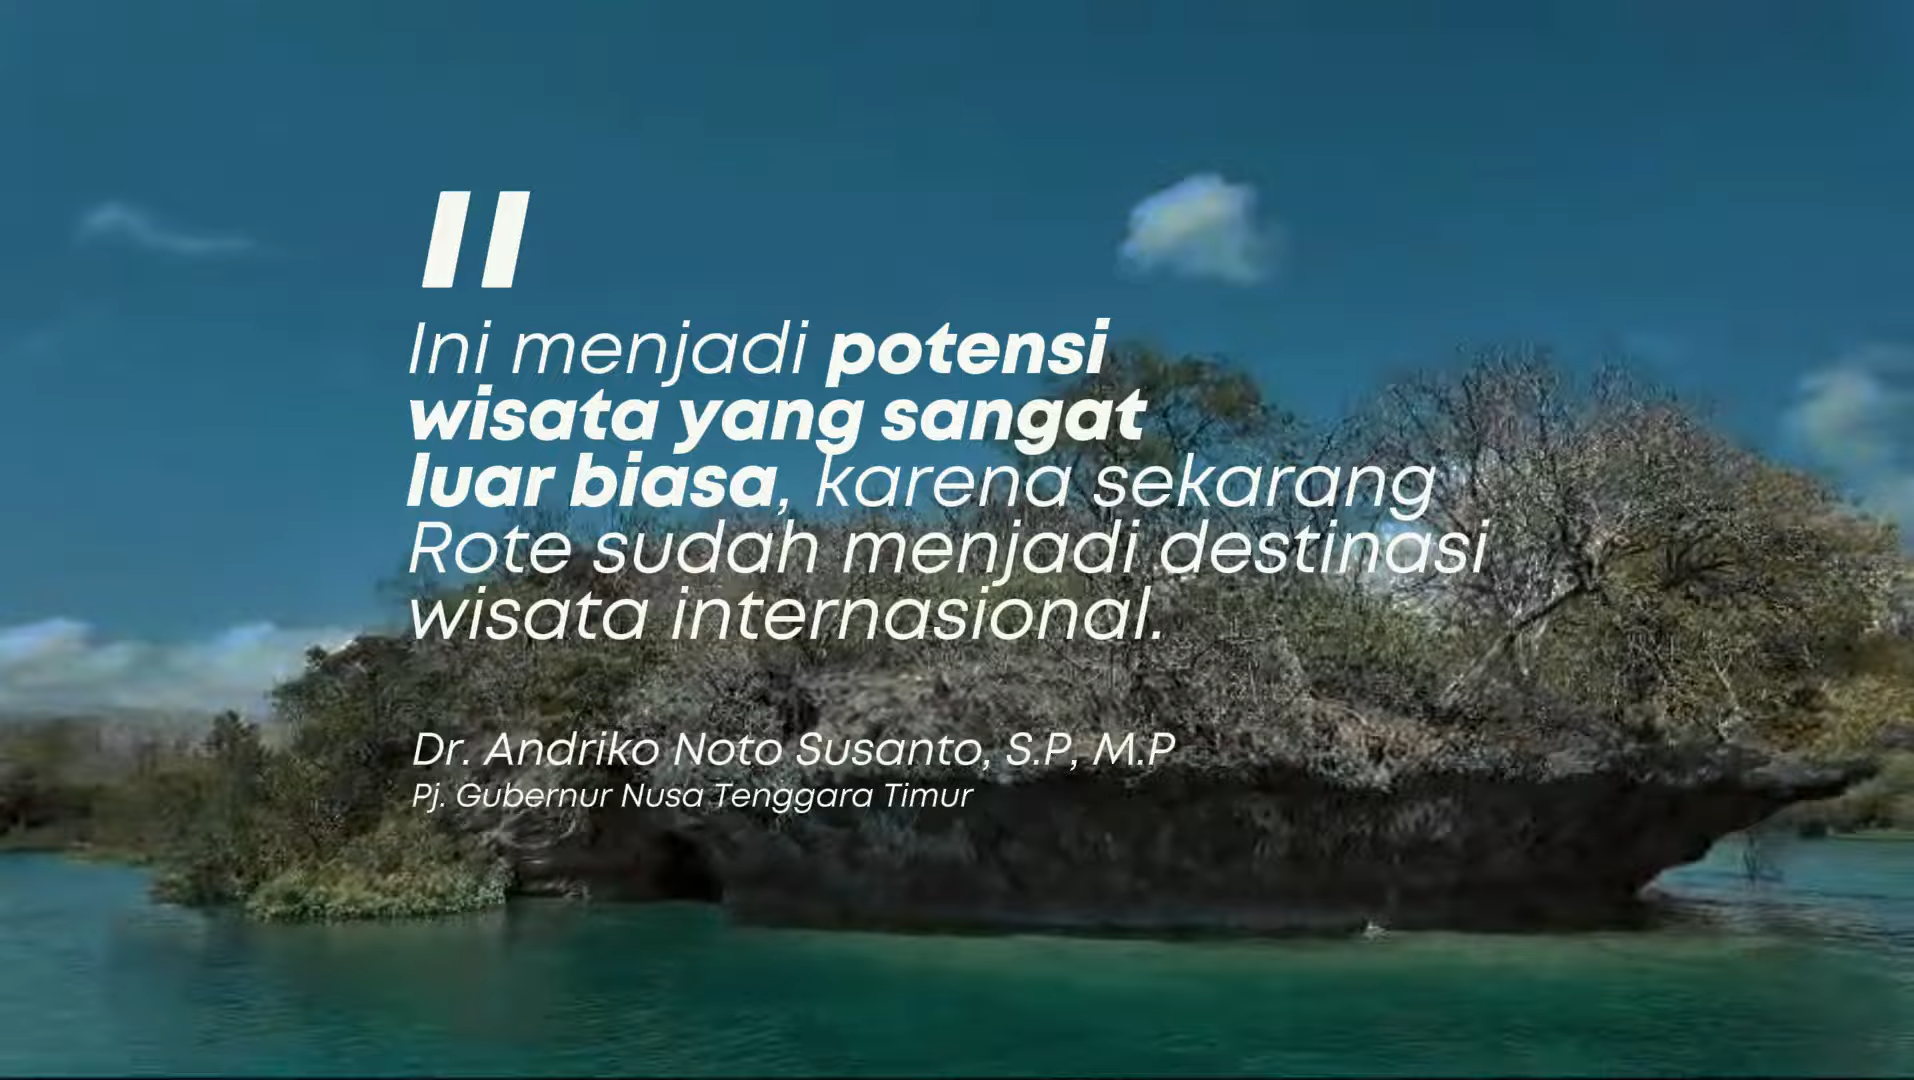 "
Ini menjadi potensi
wisata yang sangat
luar biasa, karena sekarang
Rote sudah menjadi destinasi
wisata internasional.
Dr. Andriko Noto Susanto, S.P, M.P
Pj. Gubernur Nusa Tenggara Timur